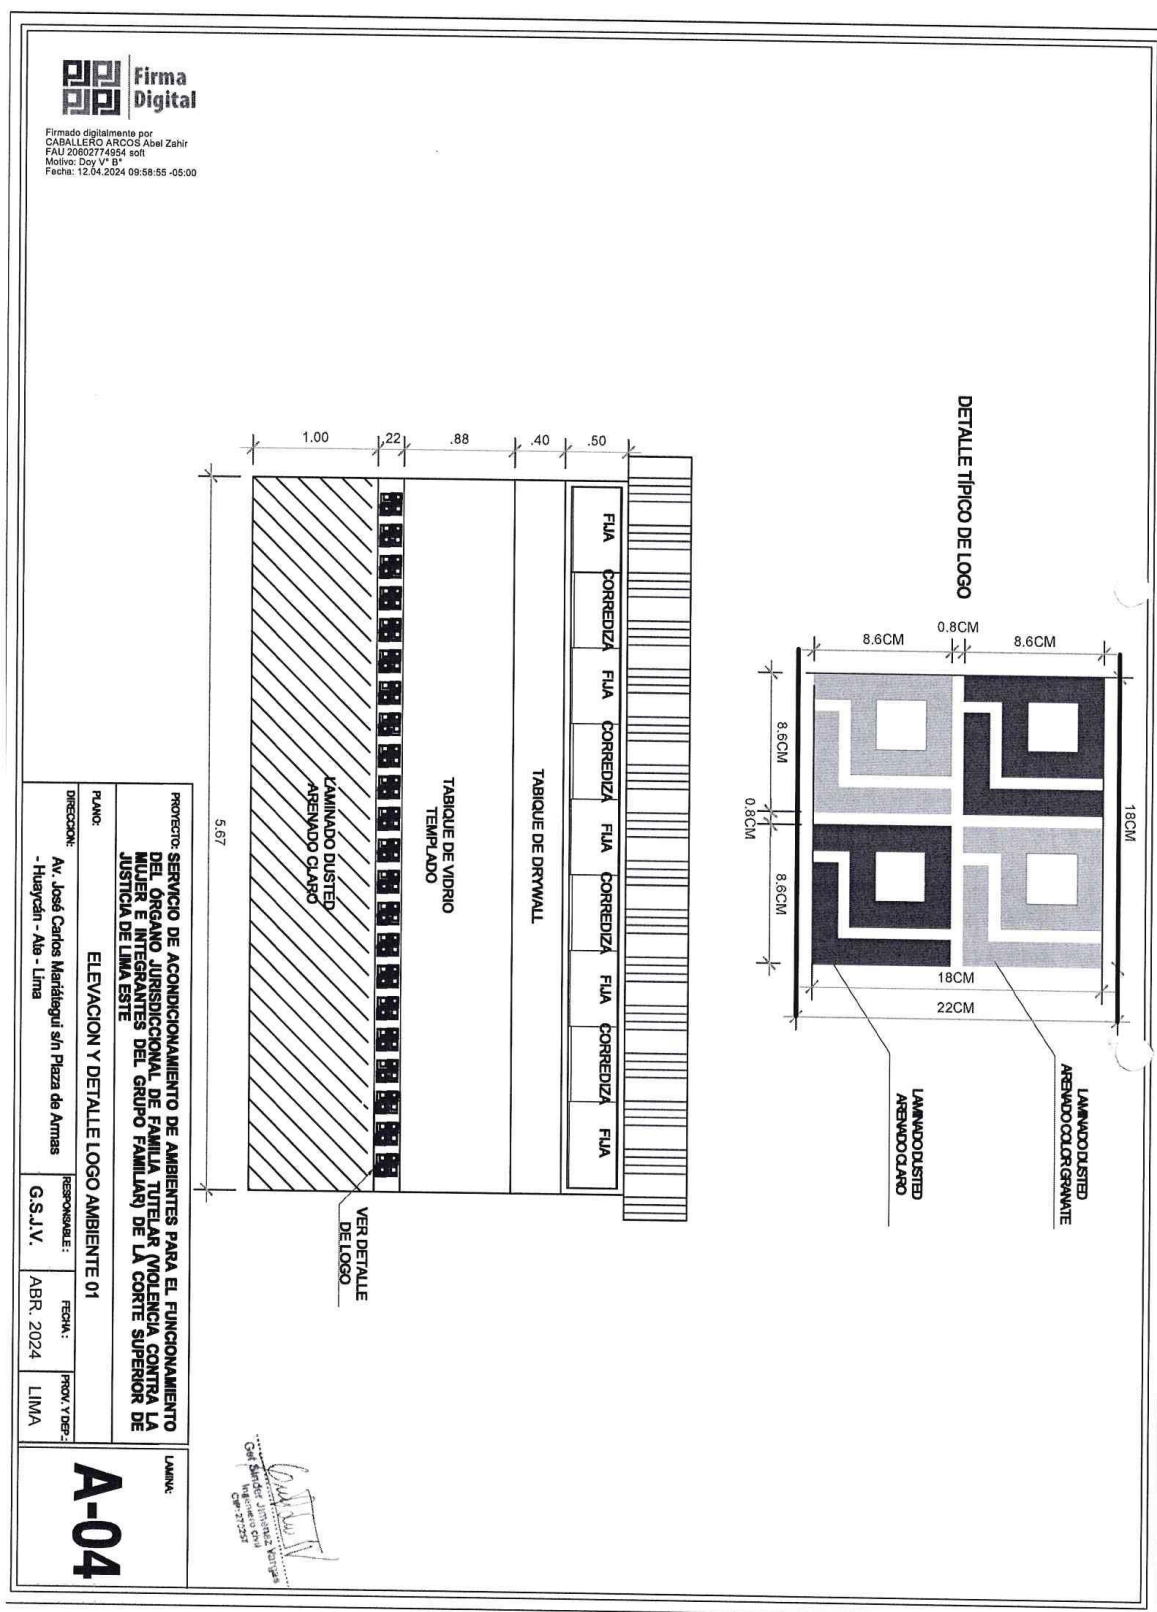 Firma
Digital
Firmado digitalmente por
CABALLERO ARCOS Abel Zahir
FAU 20602774954 soft
Motivo: Doy V° B°
Fecha: 12.04.2024 09:58:55 -05:00
DETALLE TÍPICO DE LOGO
8.6CM
0.8CM
8.6CM
8.6CM
0.8CM
8.6CM
18CM
18CM
22CM
LAMINADO DUSTED
ARENADO COLOR GRANATE
LAMINADO DUSTED
ARENADO CLARO
.50
.40
.88
.22
1.00
FIJA
CORREDIZA
FIJA
CORREDIZA
FIJA
CORREDIZA
FIJA
CORREDIZA
FIJA
TABIQUE DE DRYWALL
TABIQUE DE VIDRIO
TEMPLADO
LAMINADO DUSTED
ARENADO CLARO
5.67
VER DETALLE
DE LOGO
PROYECTO: SERVICIO DE ACONDICIONAMIENTO DE AMBIENTES PARA EL FUNCIONAMIENTO
DEL ÓRGANO JURISDICCIONAL DE FAMILIA TUTELAR (VIOLENCIA CONTRA LA
MUJER E INTEGRANTES DEL GRUPO FAMILIAR) DE LA CORTE SUPERIOR DE
JUSTICIA DE LIMA ESTE
PLANO:
ELEVACION Y DETALLE LOGO AMBIENTE 01
DIRECCION:
Av. José Carlos Mariátegui s/n Plaza de Armas
- Huaycán - Ate - Lima
RESPONSABLE :
G.S.J.V.
FECHA :
ABR. 2024
PROV. Y DEP.:
LIMA
LAMINA:
A-04
Get Sinder Jimenez Vargas
Ingeniero civil